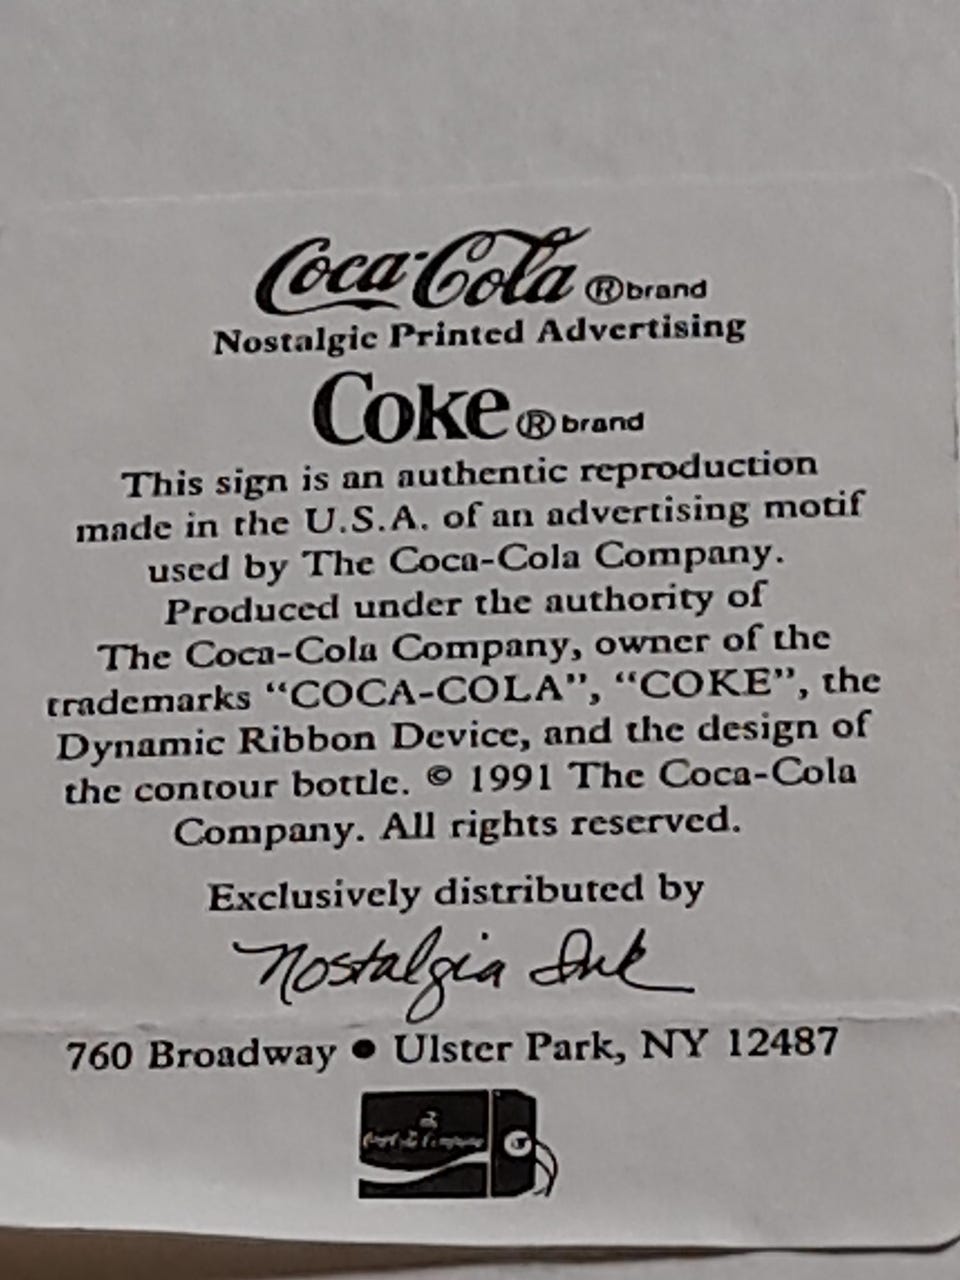 Coca-Cola ® brand
Nostalgic Printed Advertising
Coke ® brand
This sign is an authentic reproduction
made in the U.S.A. of an advertising motif
used by The Coca-Cola Company.
Produced under the authority of
The Coca-Cola Company, owner of the
trademarks “COCA-COLA”, “COKE”, the
Dynamic Ribbon Device, and the design of
the contour bottle. © 1991 The Coca-Cola
Company. All rights reserved.
Exclusively distributed by
Nostalgia Ink
760 Broadway ● Ulster Park, NY 12487
Company